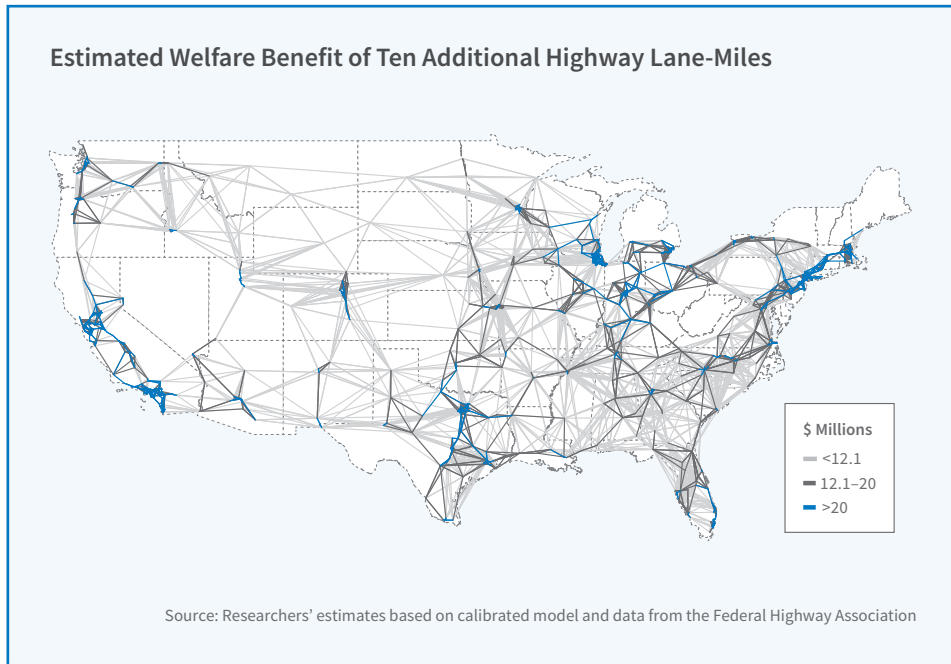 Estimated Welfare Benefit of Ten Additional Highway Lane-Miles
$ Millions
<12.1
12.1–20
>20
Source: Researchers’ estimates based on calibrated model and data from the Federal Highway Association